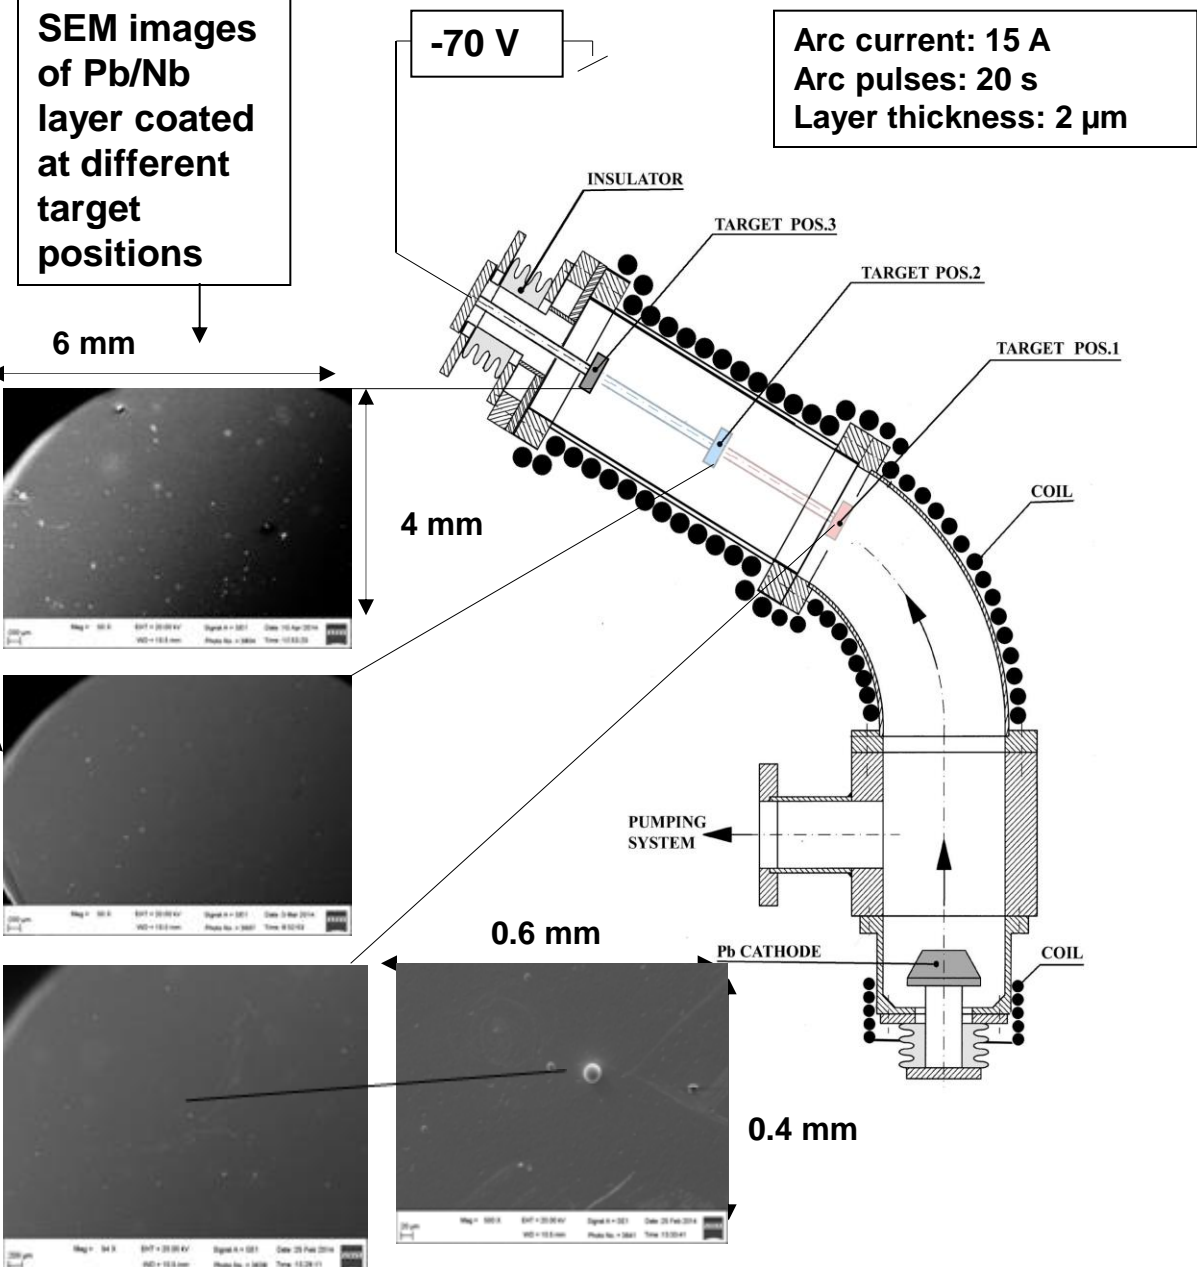 SEM images
of Pb/Nb
layer coated
at different
target
positions
-70 V
Arc current: 15 A
Arc pulses: 20 s
Layer thickness: 2 µm
INSULATOR
TARGET POS.3
TARGET POS.2
TARGET POS.1
COIL
6 mm
4 mm
PUMPING
SYSTEM
0.6 mm
Pb CATHODE
COIL
0.4 mm